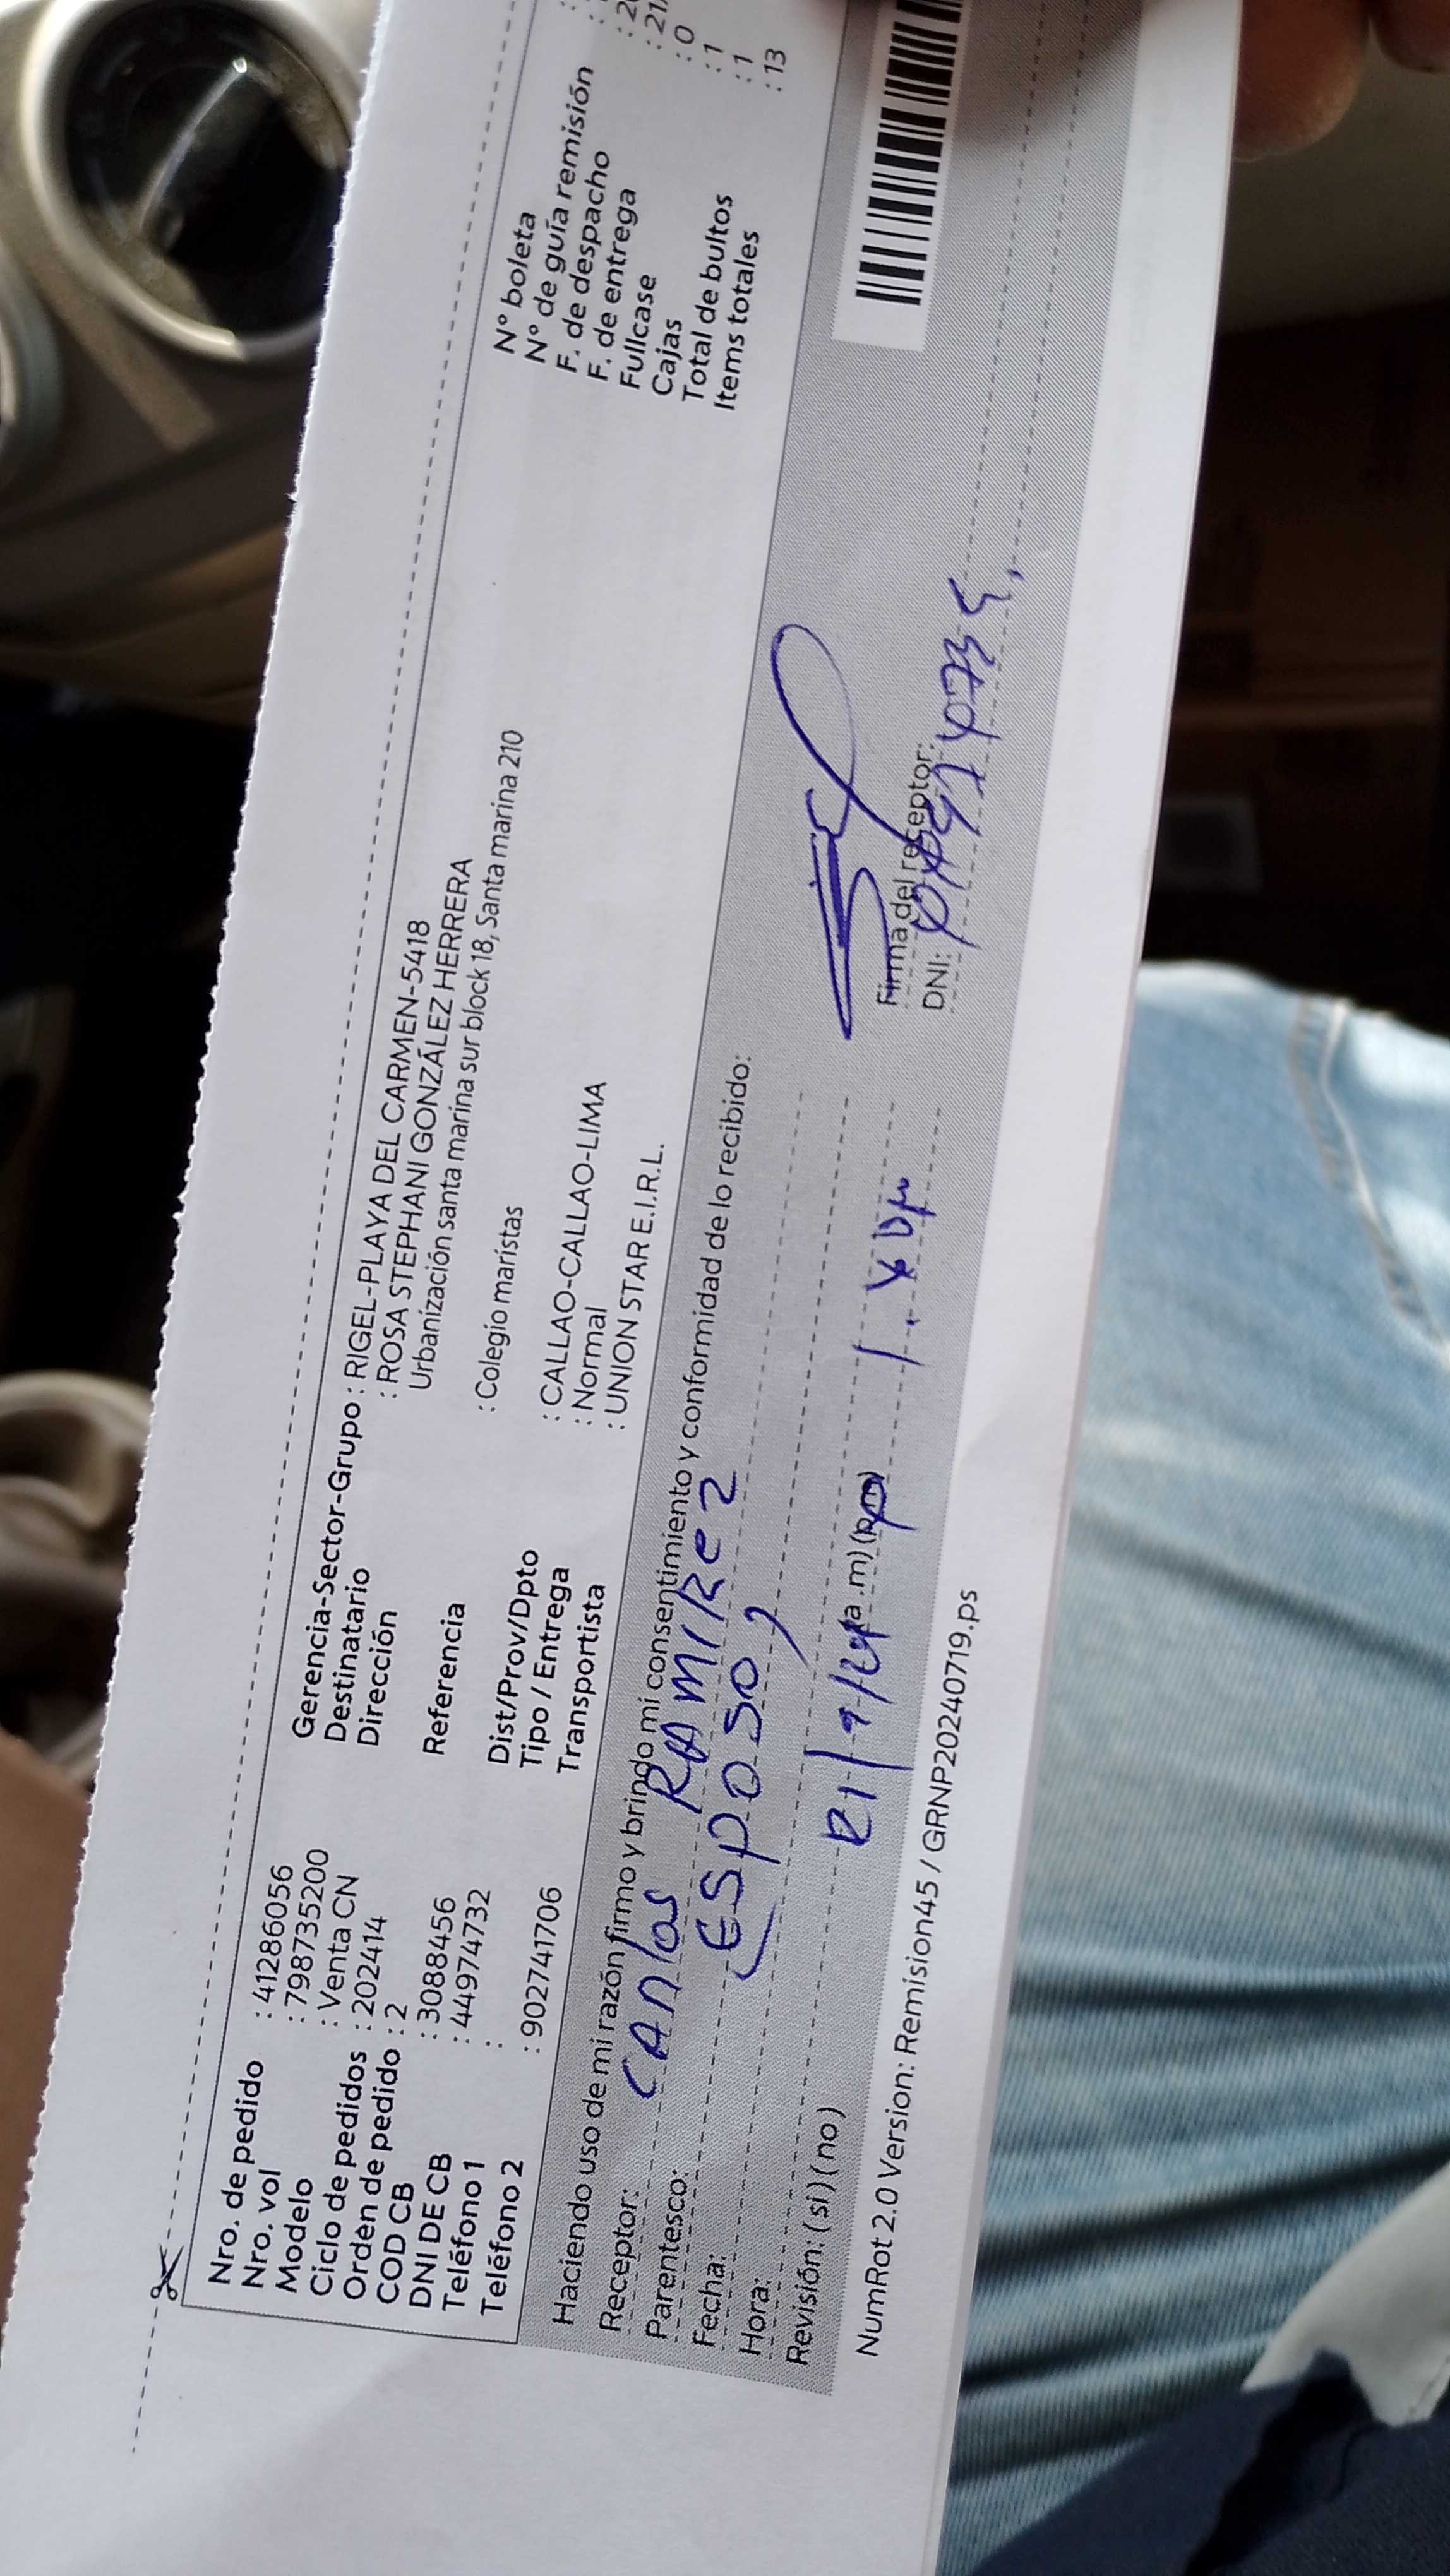 Nro. de pedido : 41286056
Nro. vol : 798735200
Modelo : Venta CN
Ciclo de pedidos : 202414
Orden de pedido : 2
COD CB : 3088456
DNI DE CB : 44974732
Teléfono 1 :
Teléfono 2 : 902741706
Gerencia-Sector-Grupo : RIGEL-PLAYA DEL CARMEN-5418
Destinatario : ROSA STEPHANI GONZÁLEZ HERRERA
Dirección Urbanización santa marina sur block 18, Santa marina 210
Referencia : Colegio maristas
Dist/Prov/Dpto : CALLAO-CALLAO-LIMA
Tipo / Entrega : Normal
Transportista : UNION STAR E.I.R.L.
N° boleta :
N° de guía remisión :
F. de despacho
F. de entrega
Fullcase : 0
Cajas : 1
Total de bultos : 1
Items totales : 13
Haciendo uso de mi razón firmo y brindo mi consentimiento y conformidad de lo recibido:
Receptor: CARlos RAMIRez
Parentesco: (ESPOSO)
Fecha:
Hora: (a.m)
Revisión: (si) (no)
Firma del receptor:
DNI:
NumRot 2.0 Version: Remision45 / GRNP20240719.ps